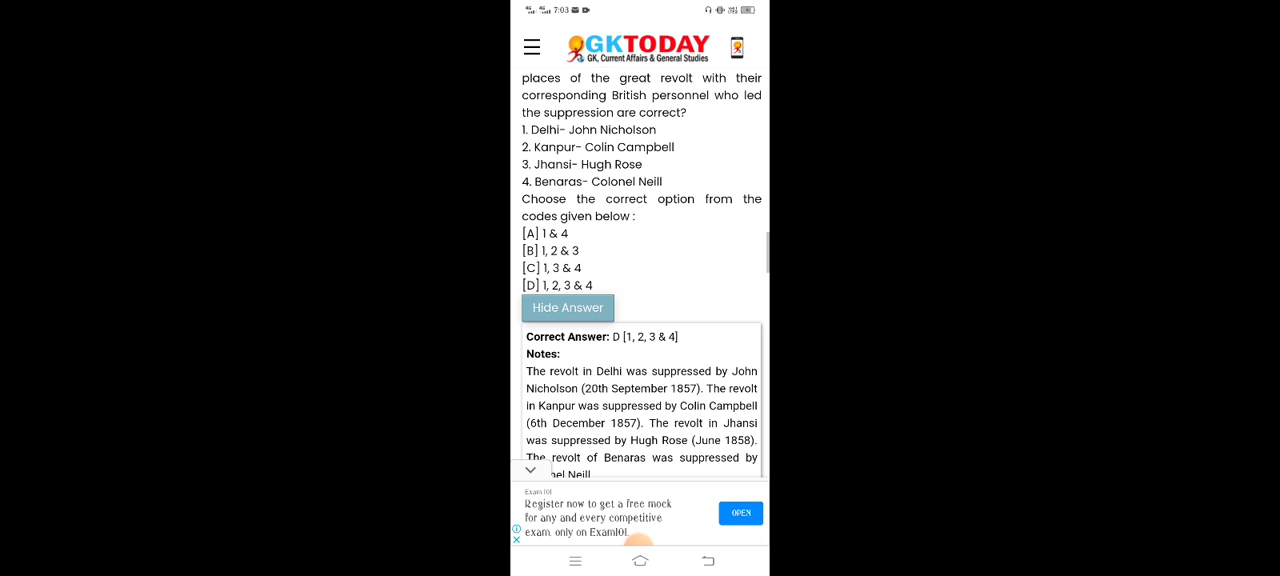 7:03
GKTODAY
GK, Current Affairs & General Studies
places of the great revolt with their
corresponding British personnel who led
the suppression are correct?
1. Delhi- John Nicholson
2. Kanpur- Colin Campbell
3. Jhansi- Hugh Rose
4. Benaras- Colonel Neill
Choose the correct option from the
codes given below :
[A] 1 & 4
[B] 1, 2 & 3
[C] 1, 3 & 4
[D] 1, 2, 3 & 4
Hide Answer
Correct Answer: D [1, 2, 3 & 4]
Notes:
The revolt in Delhi was suppressed by John
Nicholson (20th September 1857). The revolt
in Kanpur was suppressed by Colin Campbell
(6th December 1857). The revolt in Jhansi
was suppressed by Hugh Rose (June 1858).
The revolt of Benaras was suppressed by
nel Neill
Exam 101
Register now to get a free mock
for any and every competitive
exam, only on Exam101.
OPEN